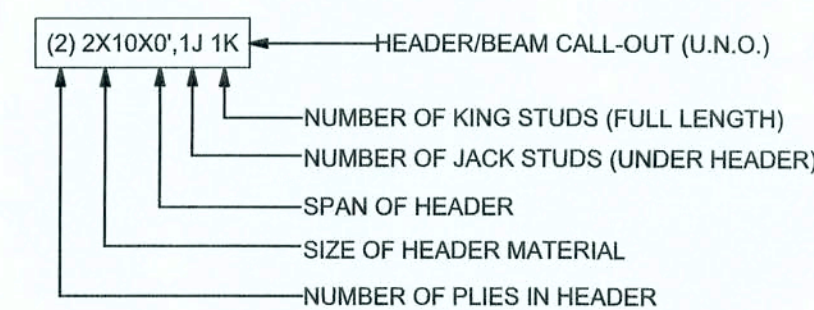 (2) 2X10X0',1J 1K HEADER/BEAM CALL-OUT (U.N.O.)
NUMBER OF KING STUDS (FULL LENGTH)
NUMBER OF JACK STUDS (UNDER HEADER)
SPAN OF HEADER
SIZE OF HEADER MATERIAL
NUMBER OF PLIES IN HEADER